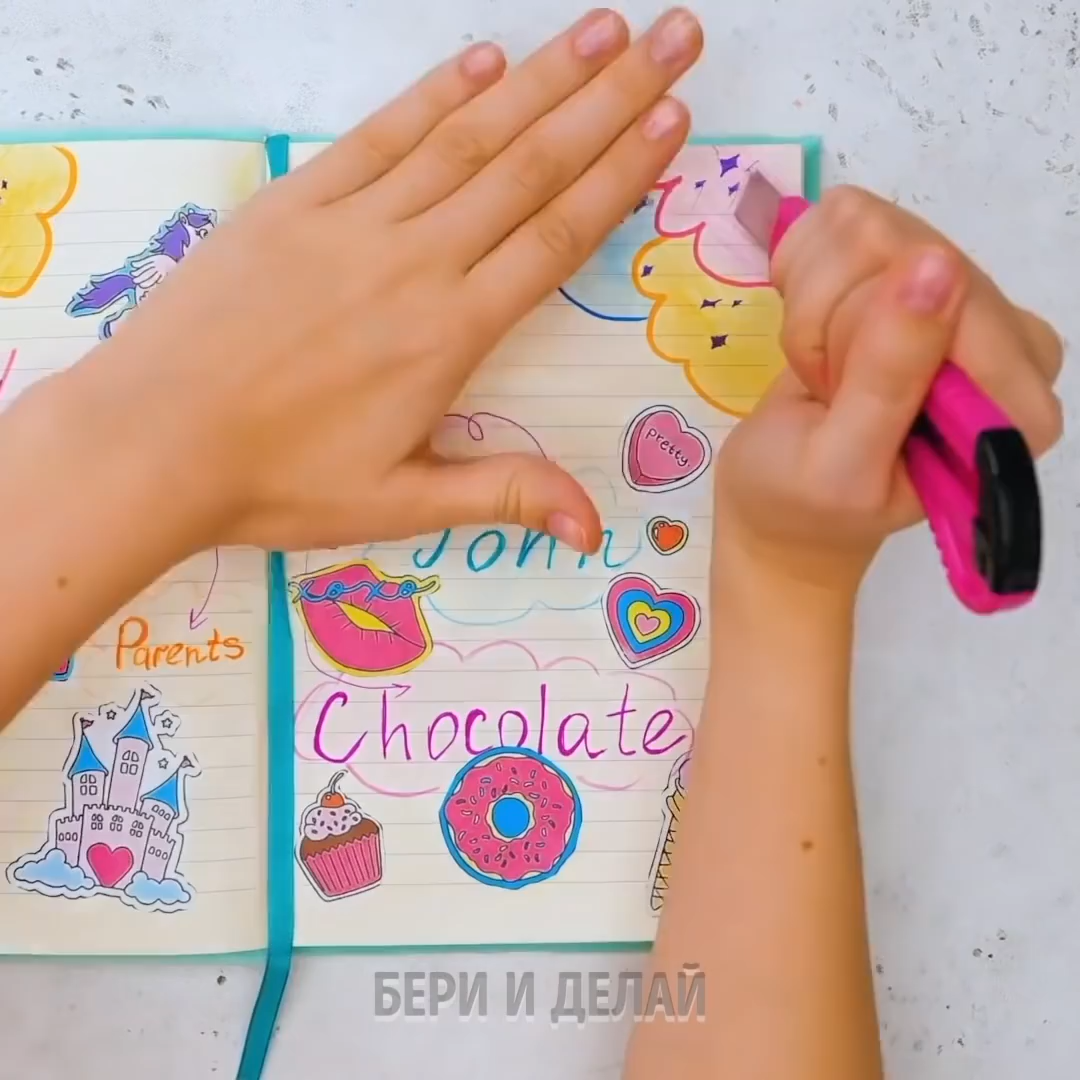 pretty
John
xoxo
Parents
Chocolate
БЕРИ И ДЕЛАЙ